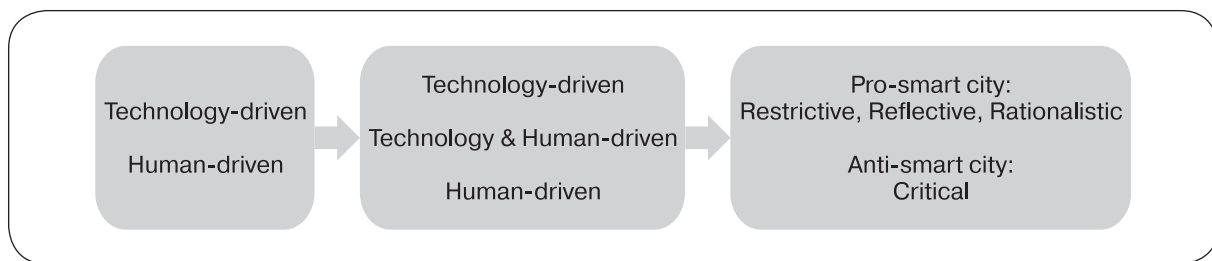 Technology-driven
Human-driven
Technology-driven
Technology & Human-driven
Human-driven
Pro-smart city:
Restrictive, Reflective, Rationalistic
Anti-smart city:
Critical